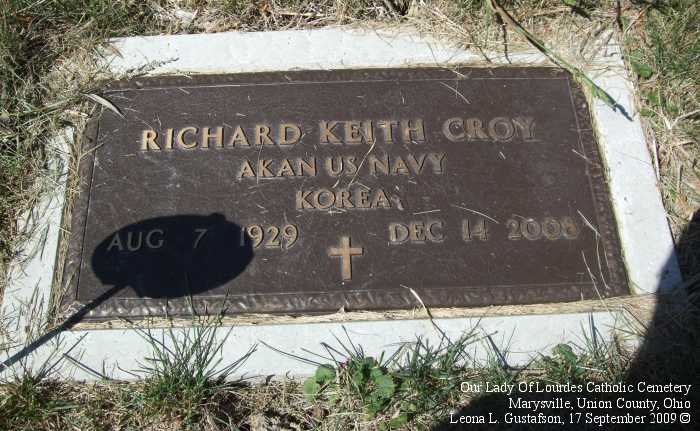 RICHARD KEITH CROY
AKAN US NAVY
KOREA
AUG 7 1929 DEC 14 2008
Our Lady Of Lourdes Catholic Cemetery
Marysville, Union County, Ohio
Leona L. Gustafson, 17 September 2009 ©